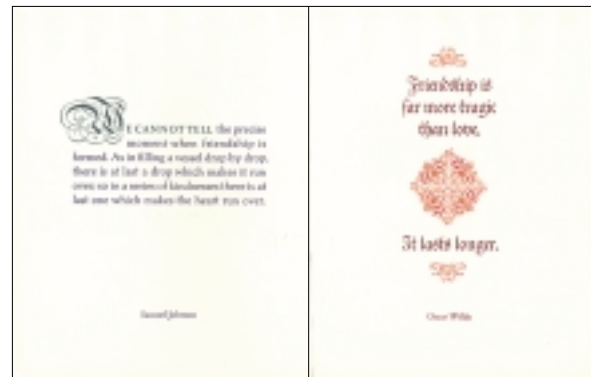 WE CANNOT TELL the precise
moment when friendship is
formed. As in filling a vessel drop by drop,
there is at last a drop which makes it run
over; so in a series of kindnesses there is at
last one which makes the heart run over.
Samuel Johnson
Friendship is
far more tragic
than love.
It lasts longer.
Oscar Wilde